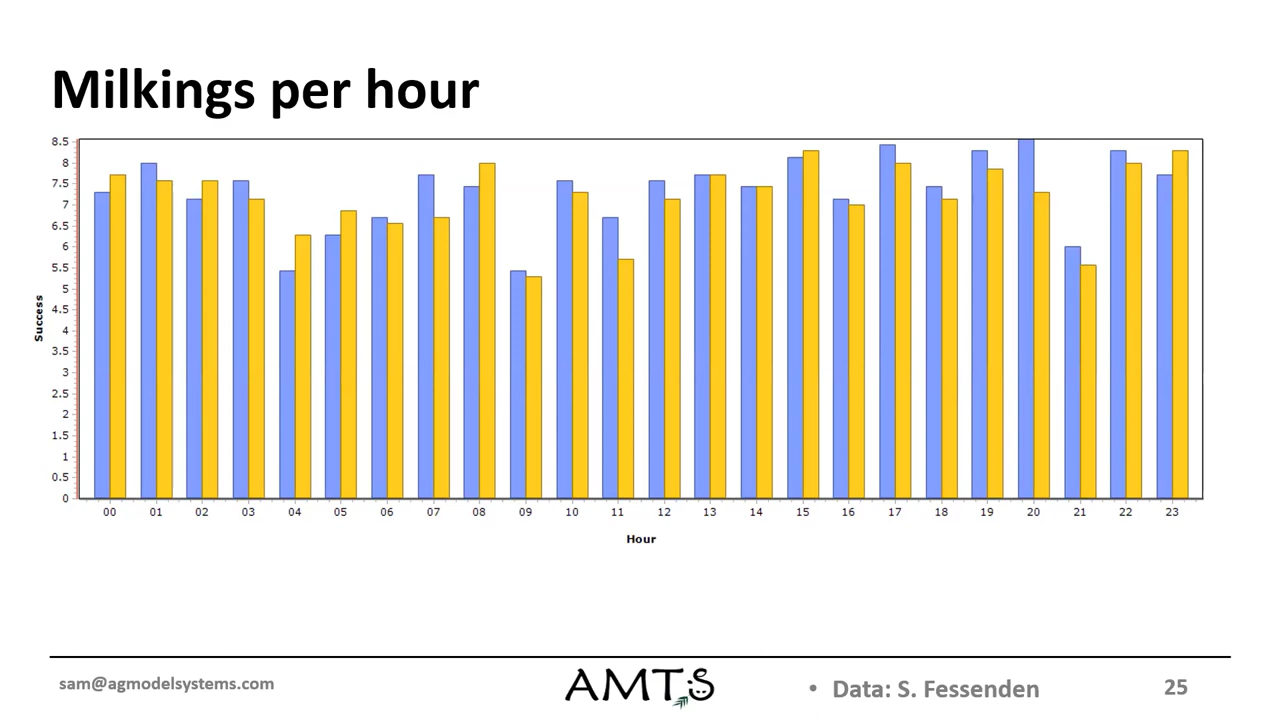 Milkings per hour
8.5
8
7.5
7
6.5
6
5.5
5
4.5
4
3.5
3
2.5
2
1.5
1
0.5
0
Success
00 01 02 03 04 05 06 07 08 09 10 11 12 13 14 15 16 17 18 19 20 21 22 23
Hour
sam@agmodelsystems.com
AMTS
• Data: S. Fessenden
25